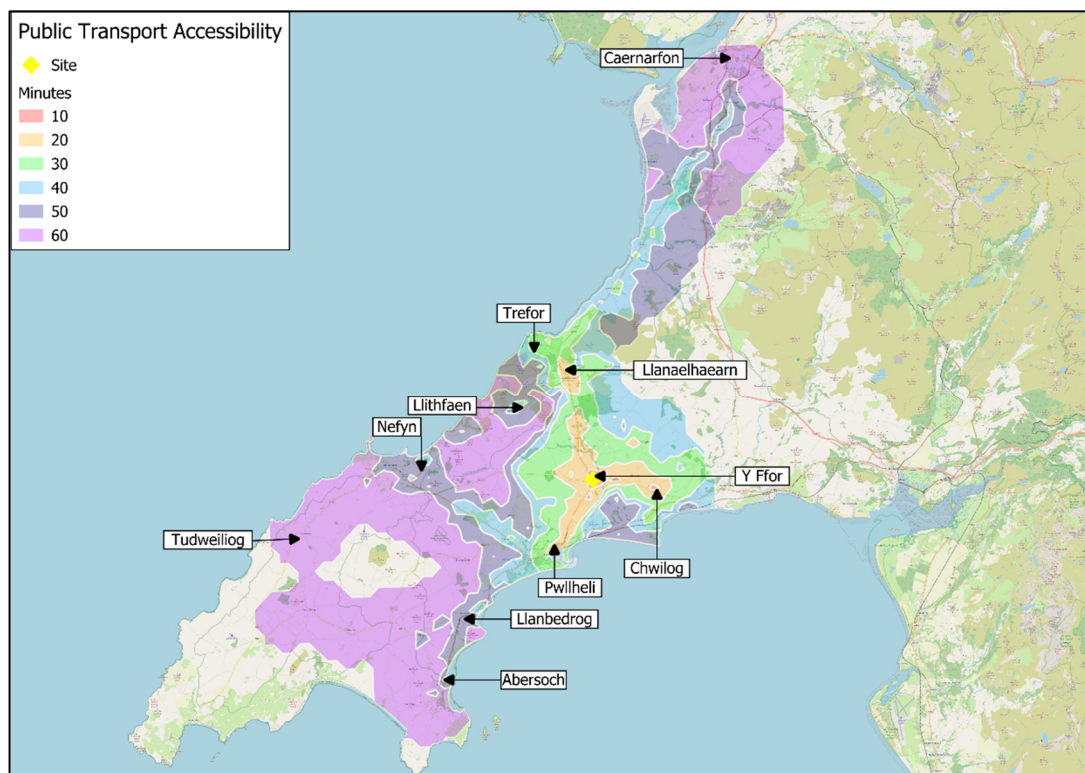 Public Transport Accessibility
Site
Minutes
10
20
30
40
50
60
Caernarfon
Trefor
Llanaelhaearn
Llithfaen
Nefyn
Y Ffor
Tudweiliog
Chwilog
Pwllheli
Llanbedrog
Abersoch